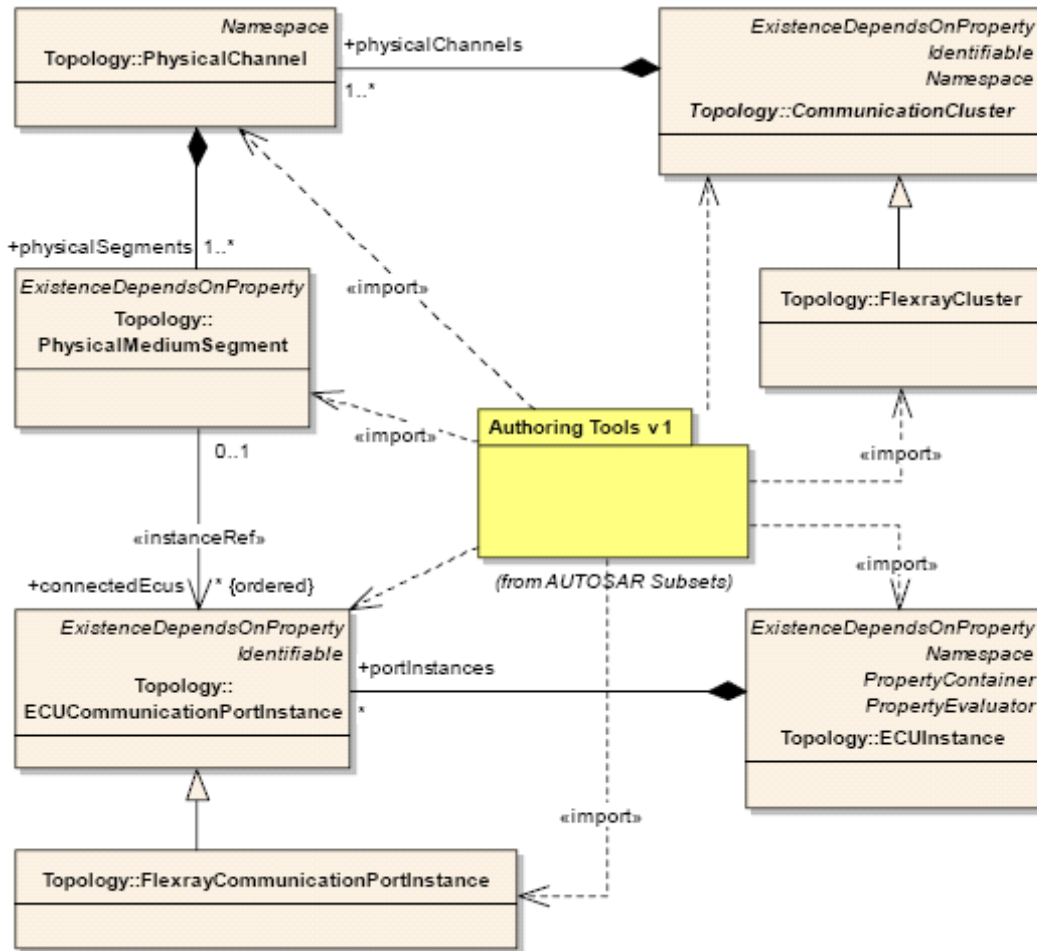 Namespace
Topology::PhysicalChannel
+physicalChannels
1..*
ExistenceDependsOnProperty
Identifiable
Namespace
Topology::CommunicationCluster
+physicalSegments
1..*
ExistenceDependsOnProperty
Topology::
PhysicalMediumSegment
«import»
Topology::FlexrayCluster
0..1
«import»
Authoring Tools v1
«import»
«instanceRef»
«import»
(from AUTOSAR Subsets)
+connectedEcus
* {ordered}
ExistenceDependsOnProperty
Identifiable
Topology::
ECUCommunicationPortInstance
+portInstances
*
ExistenceDependsOnProperty
Namespace
PropertyContainer
PropertyEvaluator
Topology::ECUInstance
«import»
Topology::FlexrayCommunicationPortInstance